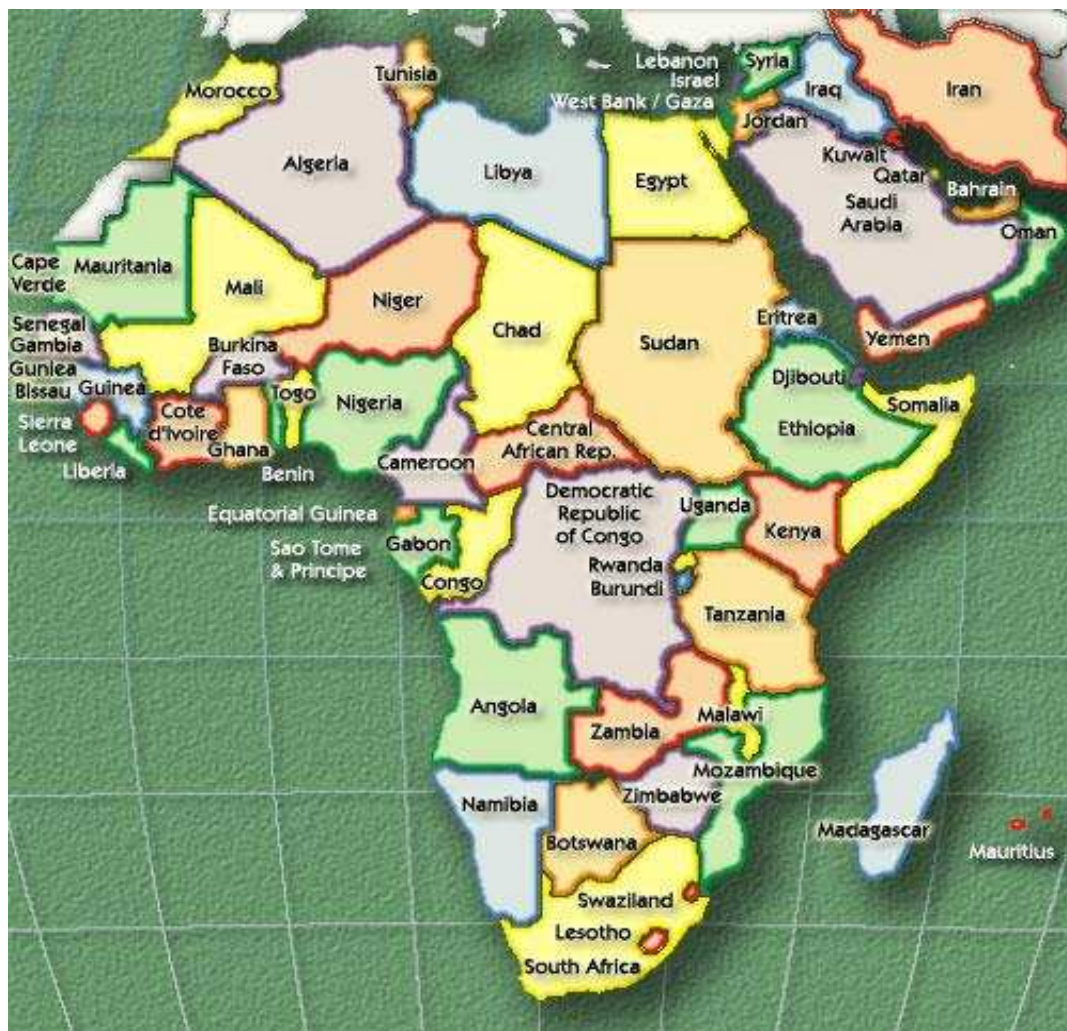 Morocco
Tunisia
Lebanon
Israel
West Bank / Gaza
Syria
Iraq
Iran
Jordan
Algeria
Libya
Egypt
Kuwait
Qatar
Bahrain
Saudi
Arabia
Oman
Cape
Verde
Mauritania
Mali
Niger
Chad
Sudan
Eritrea
Yemen
Senegal
Gambia
Guniea
Bissau
Guinea
Burkina
Faso
Togo
Nigeria
Djibouti
Somalia
Ethiopia
Sierra
Leone
Liberia
Cote
d'Ivoire
Ghana
Benin
Cameroon
Central
African Rep.
Equatorial Guinea
Sao Tome
& Principe
Gabon
Congo
Democratic
Republic
of Congo
Uganda
Kenya
Rwanda
Burundi
Tanzania
Angola
Zambia
Malawi
Mozambique
Namibia
Zimbabwe
Botswana
Madagascar
Mauritius
Swaziland
Lesotho
South Africa